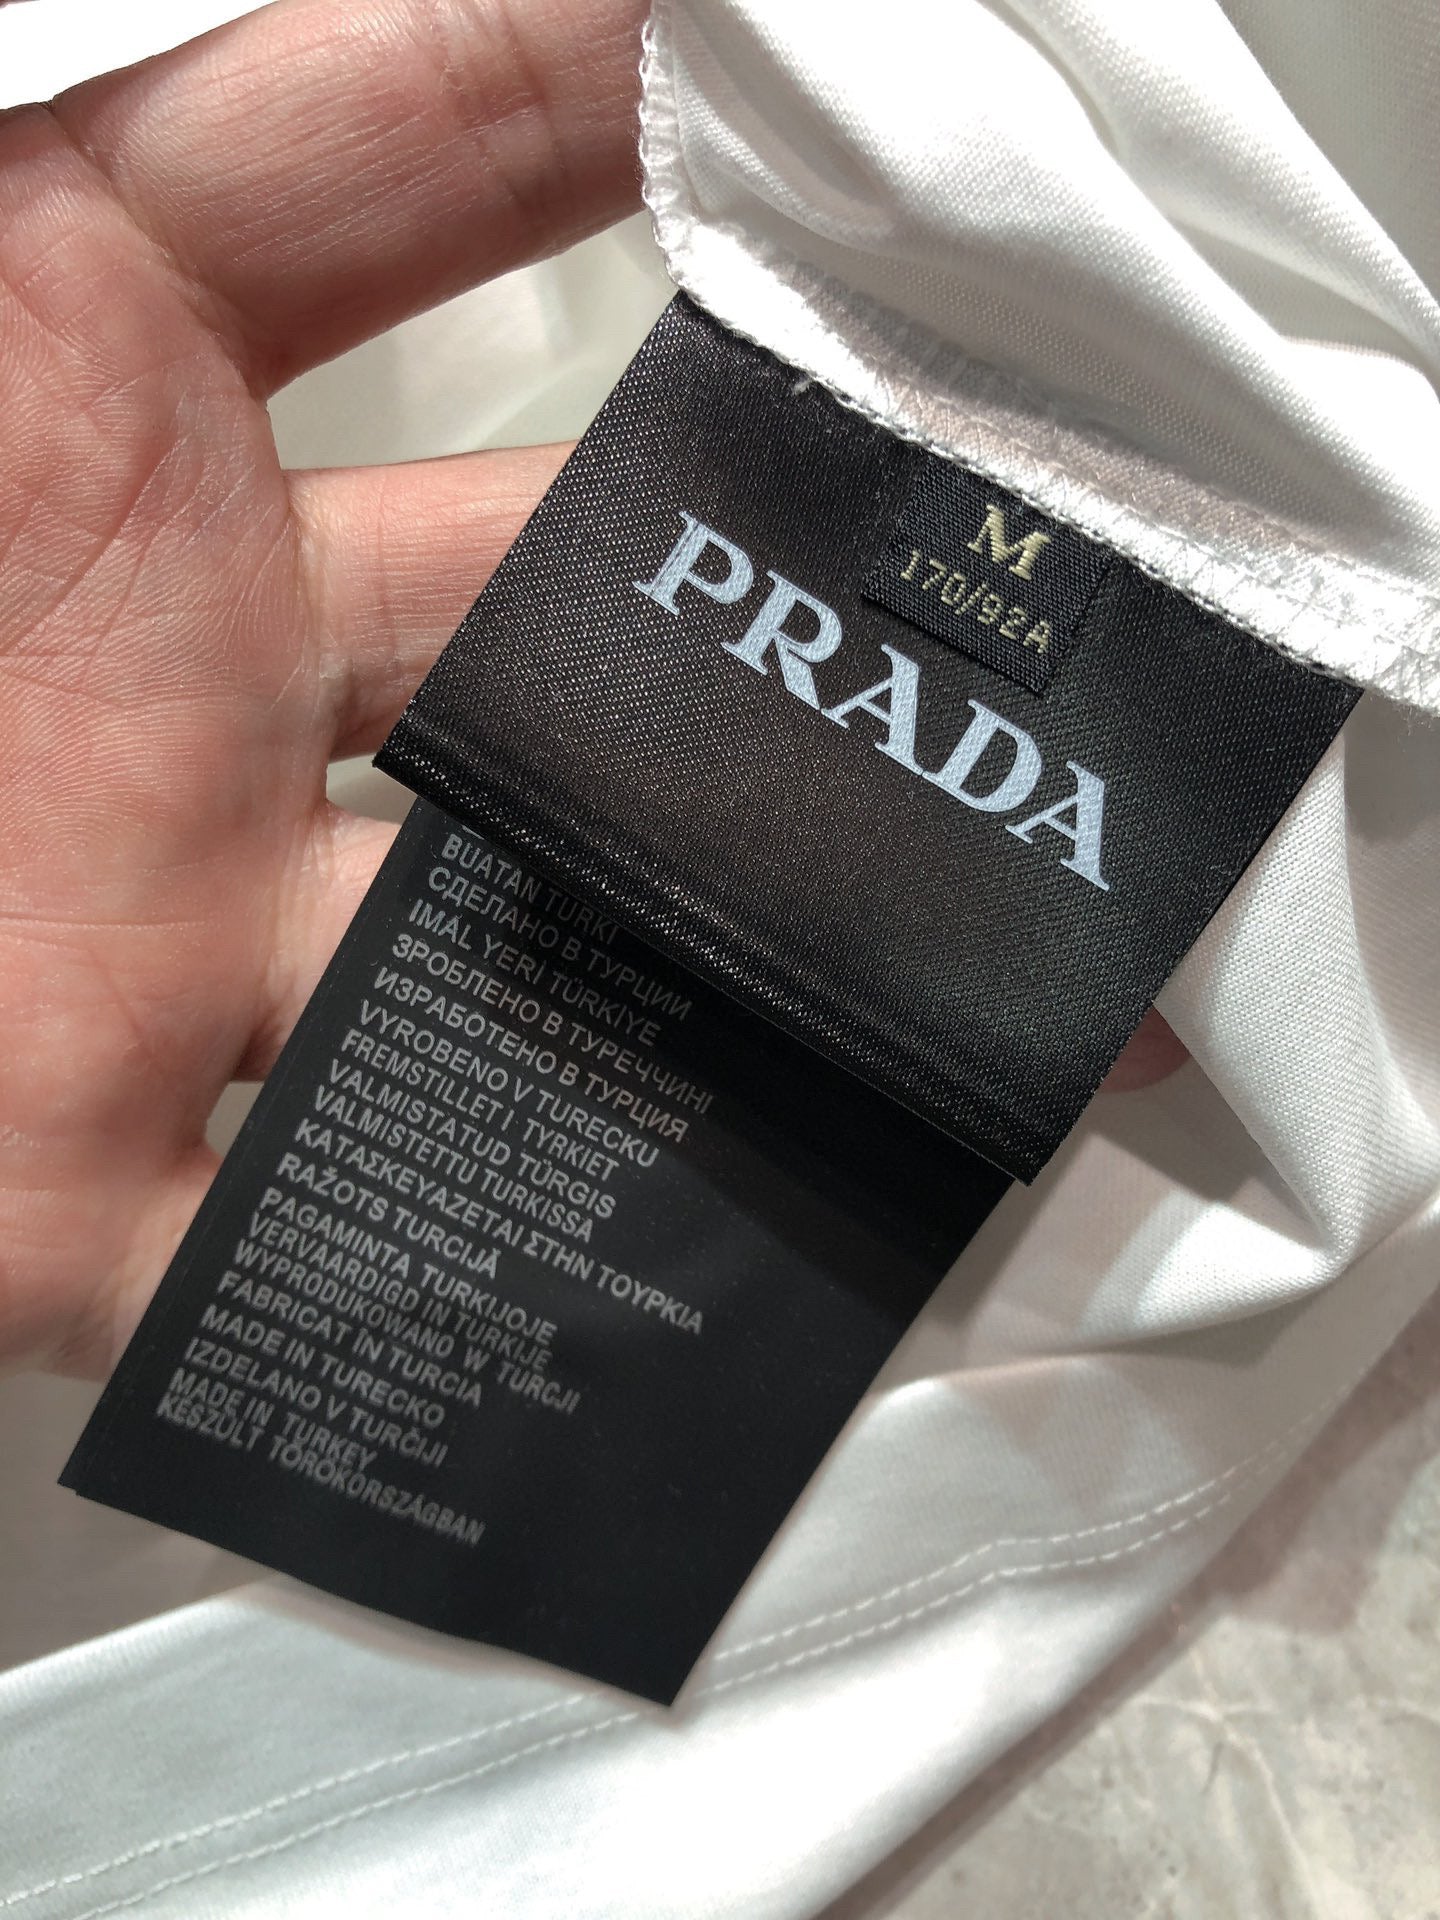 M
170/92A
PRADA
BUATAN TURKI
СДЕЛАНО В ТУРЦИИ
IMÂL YERI TÜRKIYE
ЗРОБЛЕНО В ТУРЕЧЧИНІ
ИЗРАБОТЕНО В ТУРЦИЯ
VYROBENO V TURECKU
FREMSTILLET I TYRKIET
VALMISTATUD TÜRGIS
VALMISTETTU TURKISSA
ΚΑΤΑΣΚΕΥΑΖΕΤΑΙ ΣΤΗΝ ΤΟΥΡΚΙΑ
RAŽOTS TURCIJĀ
PAGAMINTA TURKIJOJE
VERVAARDIGD IN TURKIJE
WYPRODUKOWANO W TURCJI
FABRICAT ÎN TURCIA
MADE IN TURECKO
IZDELANO V TURČIJI
MADE IN TURKEY
KÉSZÜLT TÖRÖKORSZÁGBAN